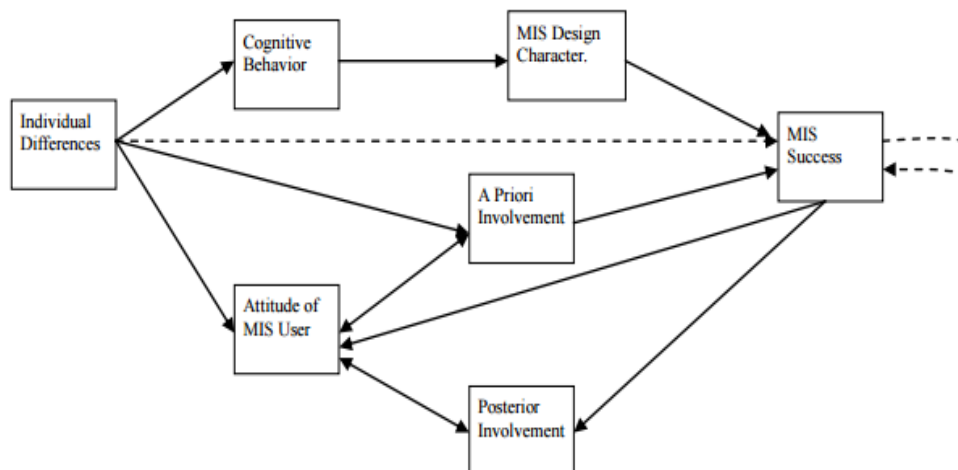 Cognitive
Behavior
MIS Design
Character.
Individual
Differences
MIS
Success
A Priori
Involvement
Attitude of
MIS User
Posterior
Involvement